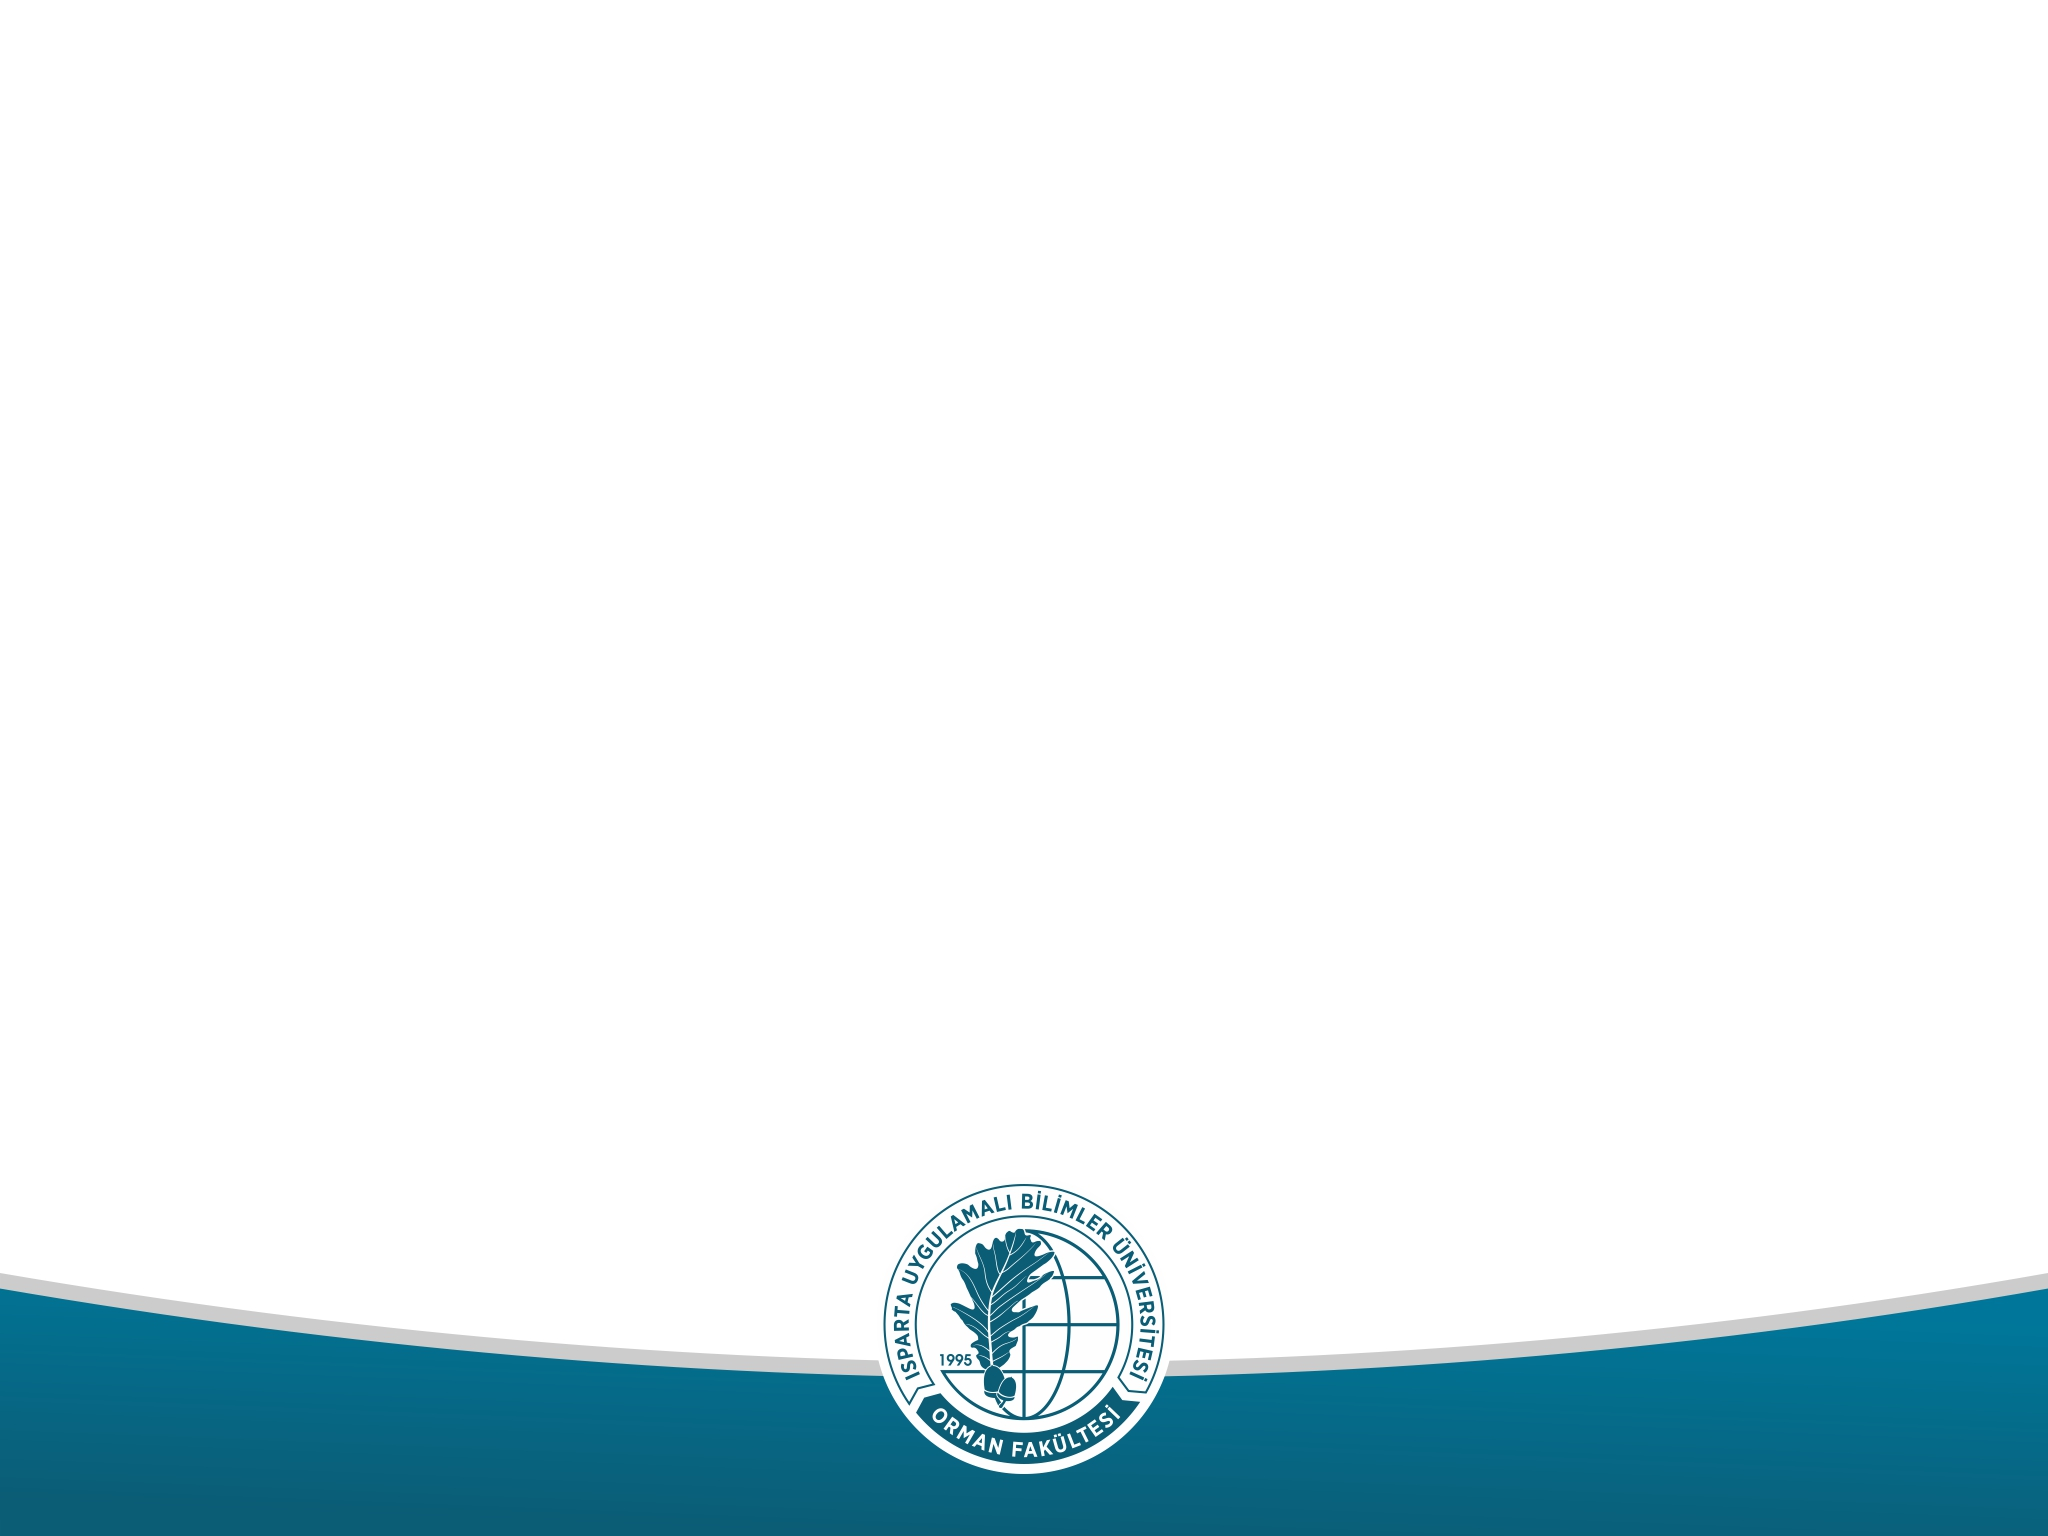 ISPARTA UYGULAMALI BİLİMLER ÜNİVERSİTESİ
1995
ORMAN FAKÜLTESİ